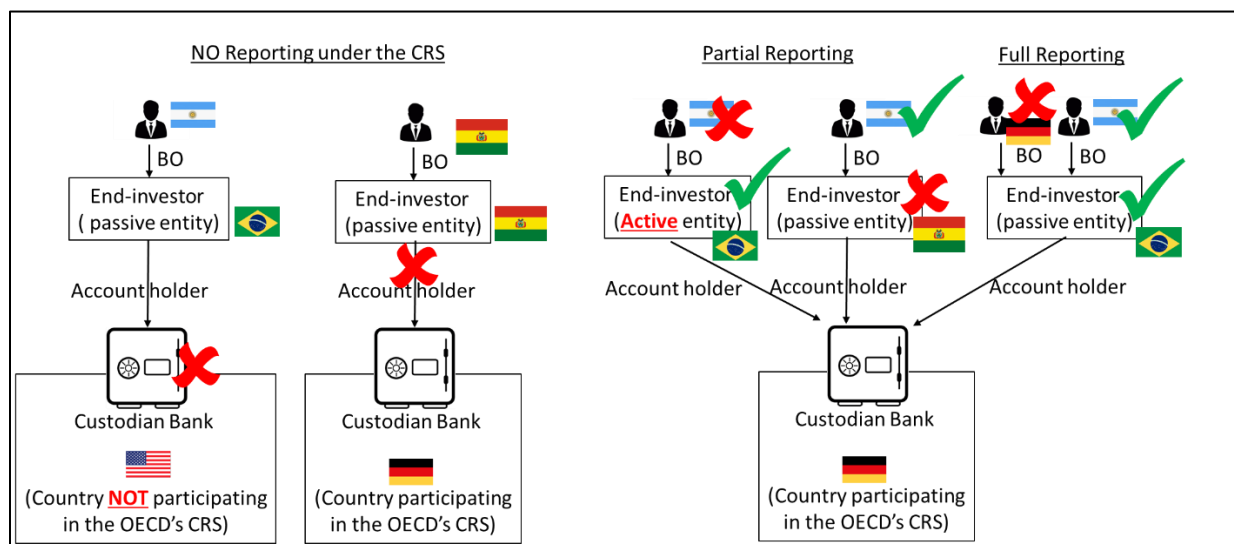 NO Reporting under the CRS
BO
End-investor
( passive entity)
Account holder
Custodian Bank
(Country NOT participating
in the OECD's CRS)
BO
End-investor
(passive entity)
Account holder
Custodian Bank
(Country participating
in the OECD's CRS)
Partial Reporting
BO
End-investor
(Active entity)
Account holder
BO
End-investor
(passive entity)
Account holder
Full Reporting
BO
BO
End-investor
(passive entity)
Account holder
Custodian Bank
(Country participating
in the OECD's CRS)